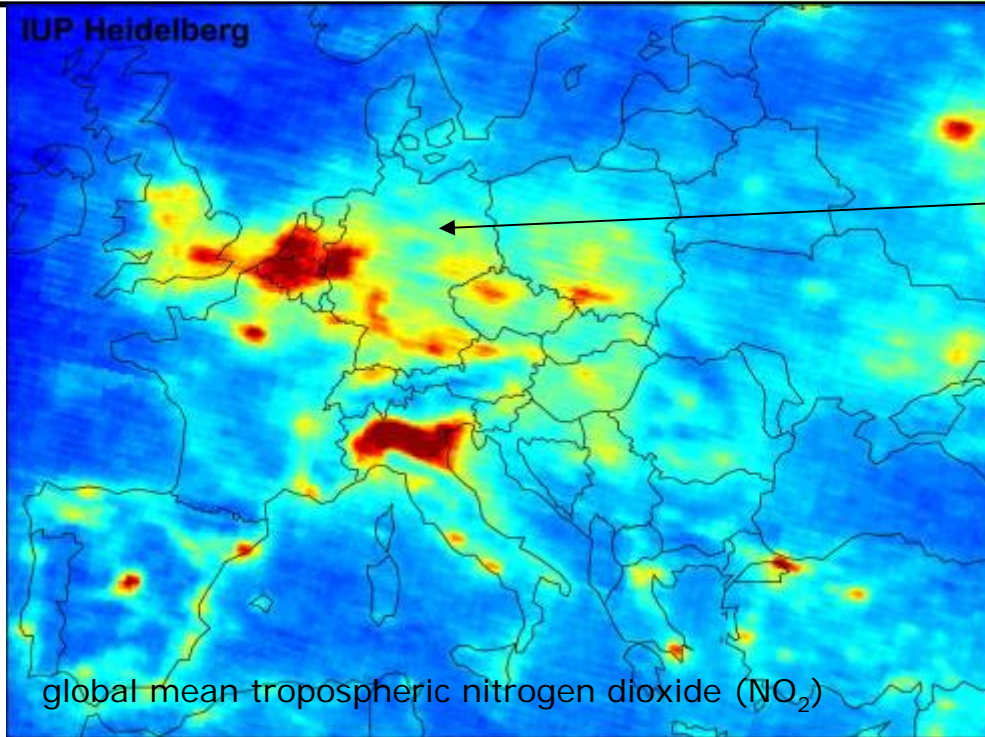 IUP Heidelberg
global mean tropospheric nitrogen dioxide (NO₂)